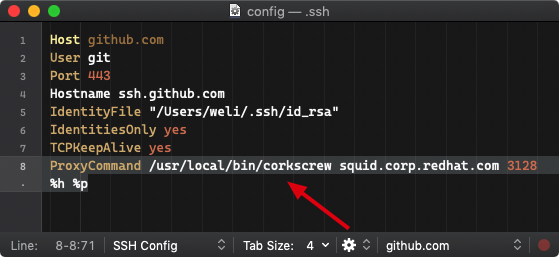 config — .ssh
1 Host github.com
2 User git
3 Port 443
4 Hostname ssh.github.com
5 IdentityFile "/Users/weli/.ssh/id_rsa"
6 IdentitiesOnly yes
7 TCPKeepAlive yes
8 ProxyCommand /usr/local/bin/corkscrew squid.corp.redhat.com 3128
· %h %p
Line: 8-8:71 SSH Config Tab Size: 4 github.com